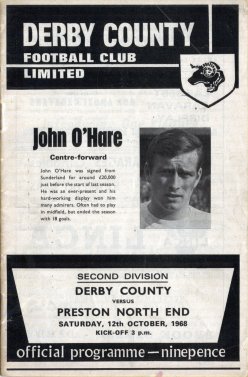 DERBY COUNTY
FOOTBALL CLUB
LIMITED
John O'Hare
Centre-forward
John O'Hare was signed from
Sunderland for around £20,000
just before the start of last season.
He was an ever-present and his
hard-working display won him
many admirers. Often had to play
in midfield, but ended the season
with 18 goals.
SECOND DIVISION
DERBY COUNTY
VERSUS
PRESTON NORTH END
SATURDAY, 12th OCTOBER, 1968
KICK-OFF 3 p.m.
official programme — ninepence